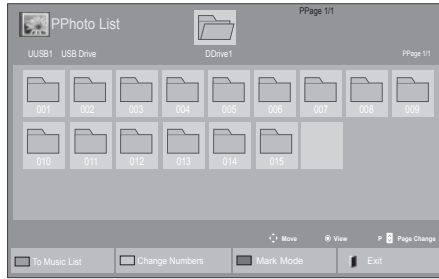 PPhoto List
PPage 1/1
UUSB1 USB Drive
DDrive1
PPage 1/1
001 002 003 004 005 006 007 008 009
010 011 012 013 014 015
Move View P Page Change
To Music List Change Numbers Mark Mode Exit